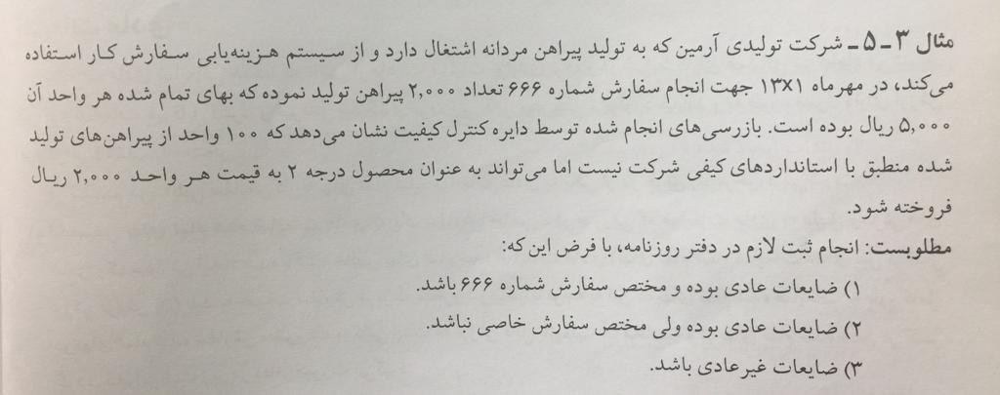 مثال ۳ ـ ۵ ـ شرکت تولیدی آرمین که به تولید پیراهن مردانه اشتغال دارد و از سیستم هزینه‌یابی سفارش کار استفاده
می‌کند، در مهرماه ۱۳X۱ جهت انجام سفارش شماره ۶۶۶ تعداد ۲,۰۰۰ پیراهن تولید نموده که بهای تمام شده هر واحد آن
۵,۰۰۰ ریال بوده است. بازرسی‌های انجام شده توسط دایره کنترل کیفیت نشان می‌دهد که ۱۰۰ واحد از پیراهن‌های تولید
شده منطبق با استانداردهای کیفی شرکت نیست اما می‌تواند به عنوان محصول درجه ۲ به قیمت هر واحد ۲,۰۰۰ ریال
فروخته شود.
مطلوبست: انجام ثبت لازم در دفتر روزنامه، با فرض این که:
۱) ضایعات عادی بوده و مختص سفارش شماره ۶۶۶ باشد.
۲) ضایعات عادی بوده ولی مختص سفارش خاصی نباشد.
۳) ضایعات غیرعادی باشد.